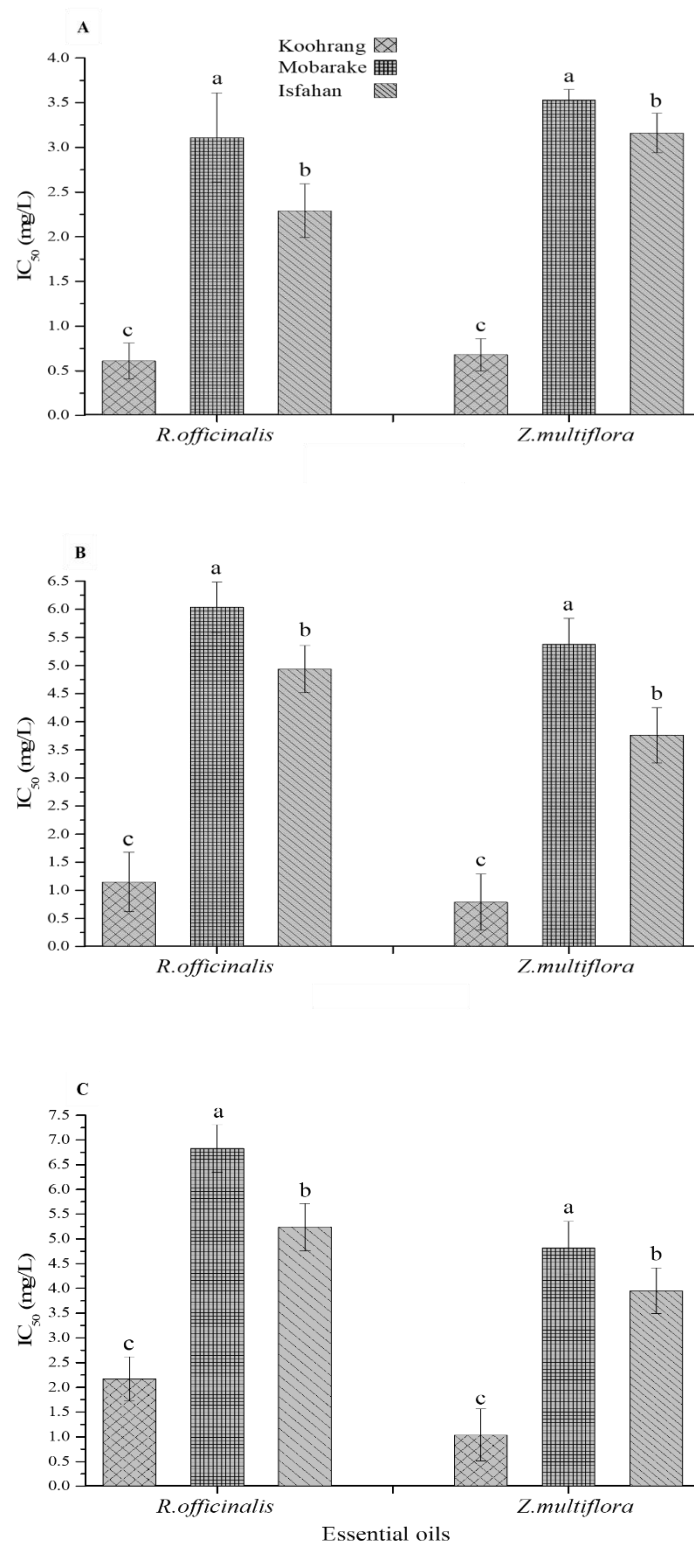 A
Koohrang
Mobarake
Isfahan
4.0
3.5
3.0
2.5
2.0
1.5
1.0
0.5
0.0
IC50 (mg/L)
c
a
b
c
a
b
R.officinalis
Z.multiflora
B
6.5
6.0
5.5
5.0
4.5
4.0
3.5
3.0
2.5
2.0
1.5
1.0
0.5
0.0
IC50 (mg/L)
c
a
b
c
a
b
R.officinalis
Z.multiflora
C
7.5
7.0
6.5
6.0
5.5
5.0
4.5
4.0
3.5
3.0
2.5
2.0
1.5
1.0
0.5
0.0
IC50 (mg/L)
c
a
b
c
a
b
R.officinalis
Z.multiflora
Essential oils